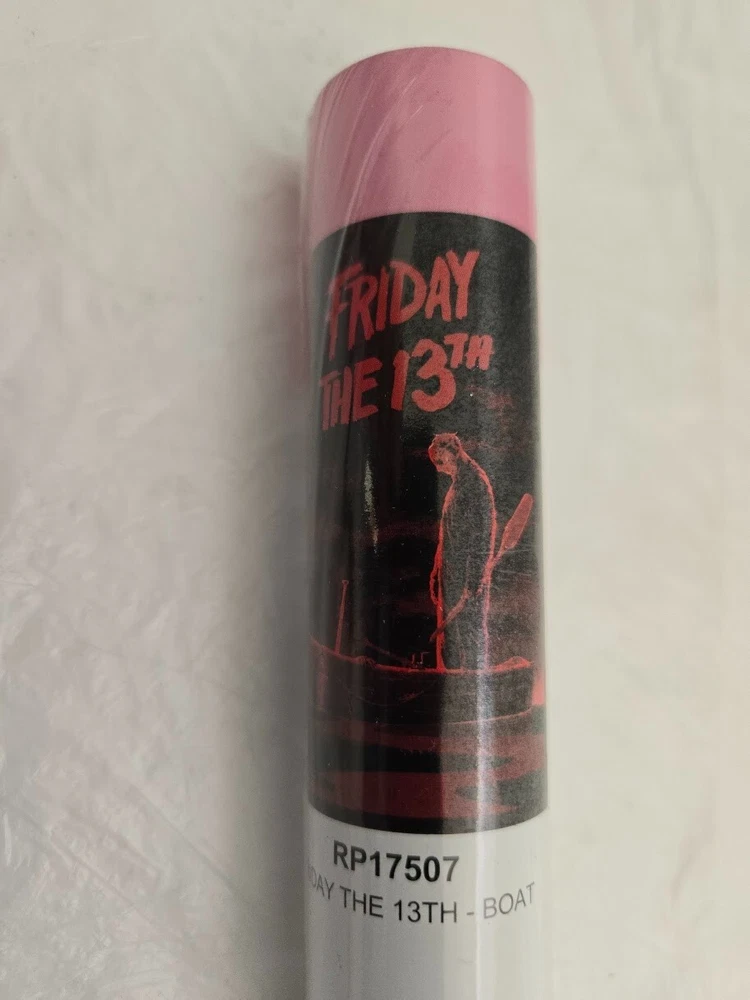 FRIDAY
THE 13TH
RP17507
DAY THE 13TH - BOAT